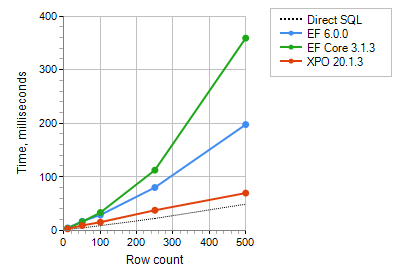 400
300
200
100
0
0
100
200
300
400
500
Time, milliseconds
Row count
Direct SQL
EF 6.0.0
EF Core 3.1.3
XPO 20.1.3